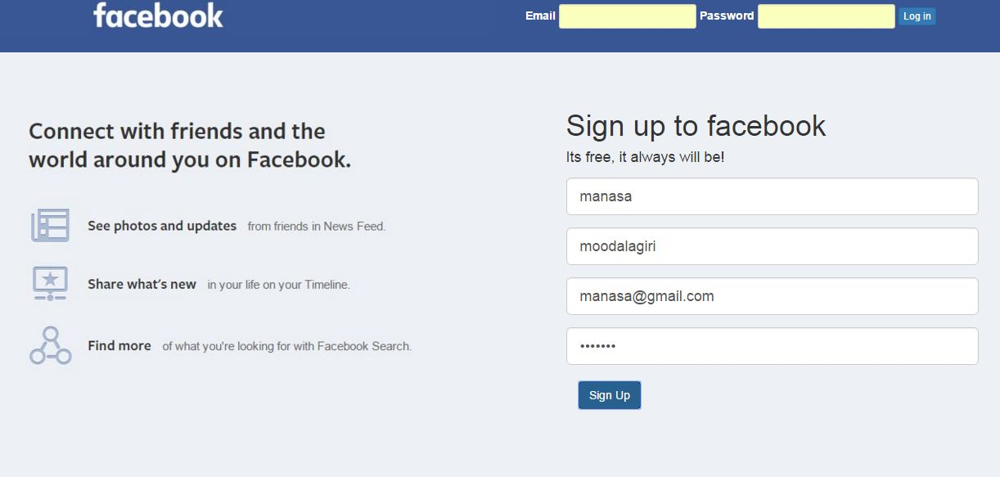 facebook
Email Password Log in
Connect with friends and the
world around you on Facebook.
See photos and updates from friends in News Feed.
Share what's new in your life on your Timeline.
Find more of what you're looking for with Facebook Search.
Sign up to facebook
Its free, it always will be!
manasa
moodalagiri
manasa@gmail.com
•••••••
Sign Up